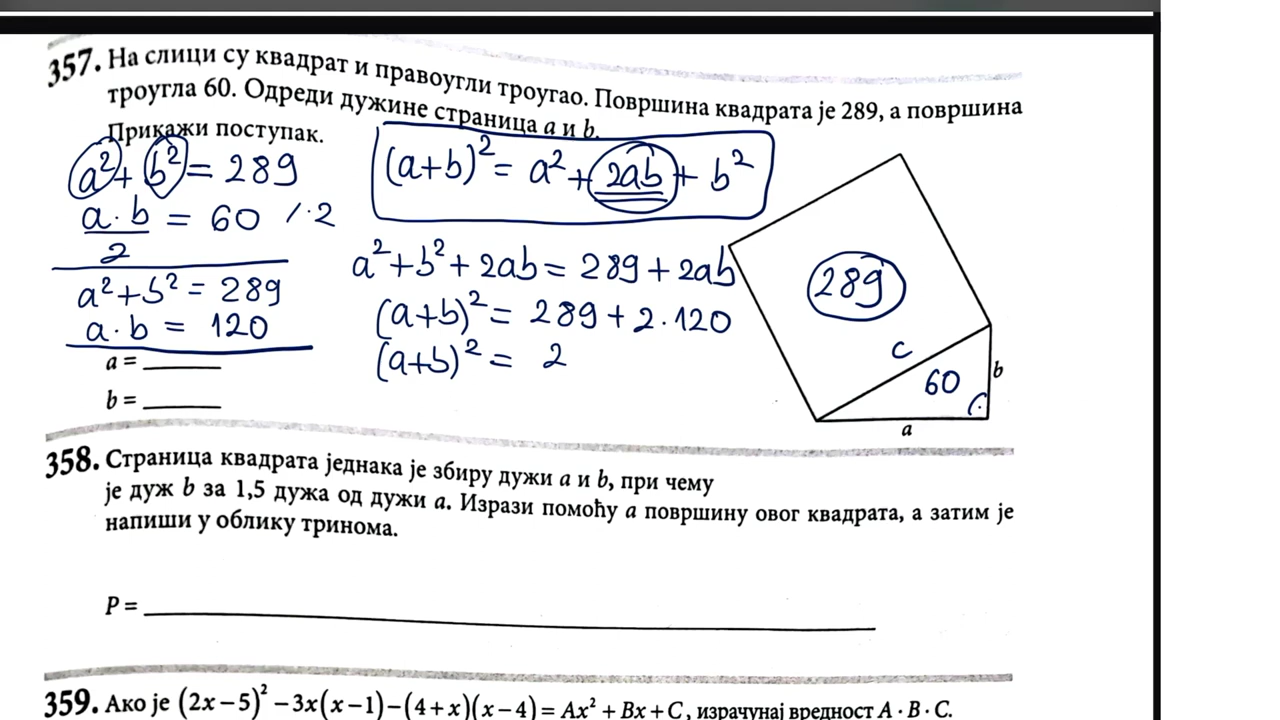 357. На слици су квадрат и правоугли троугао. Површина квадрата је 289, а површина
троугла 60. Одреди дужине страница a и b.
Прикажи поступак.
a² + b² = 289
(a+b)² = a² + 2ab + b²
a · b / 2 = 60 / · 2
a² + b² = 289
a · b = 120
a² + b² + 2ab = 289 + 2ab
(a+b)² = 289 + 2 · 120
(a+b)² = 2
289
c
60
b
a
a = ______
b = ______
358. Страница квадрата једнака је збиру дужи a и b, при чему
је дуж b за 1,5 дужа од дужи a. Изрази помоћу a површину овог квадрата, а затим је
напиши у облику тринома.
P = ______
359. Ако је (2x − 5)² − 3x(x − 1) − (4 + x)(x − 4) = Ax² + Bx + C, израчунај вредност A · B · C.